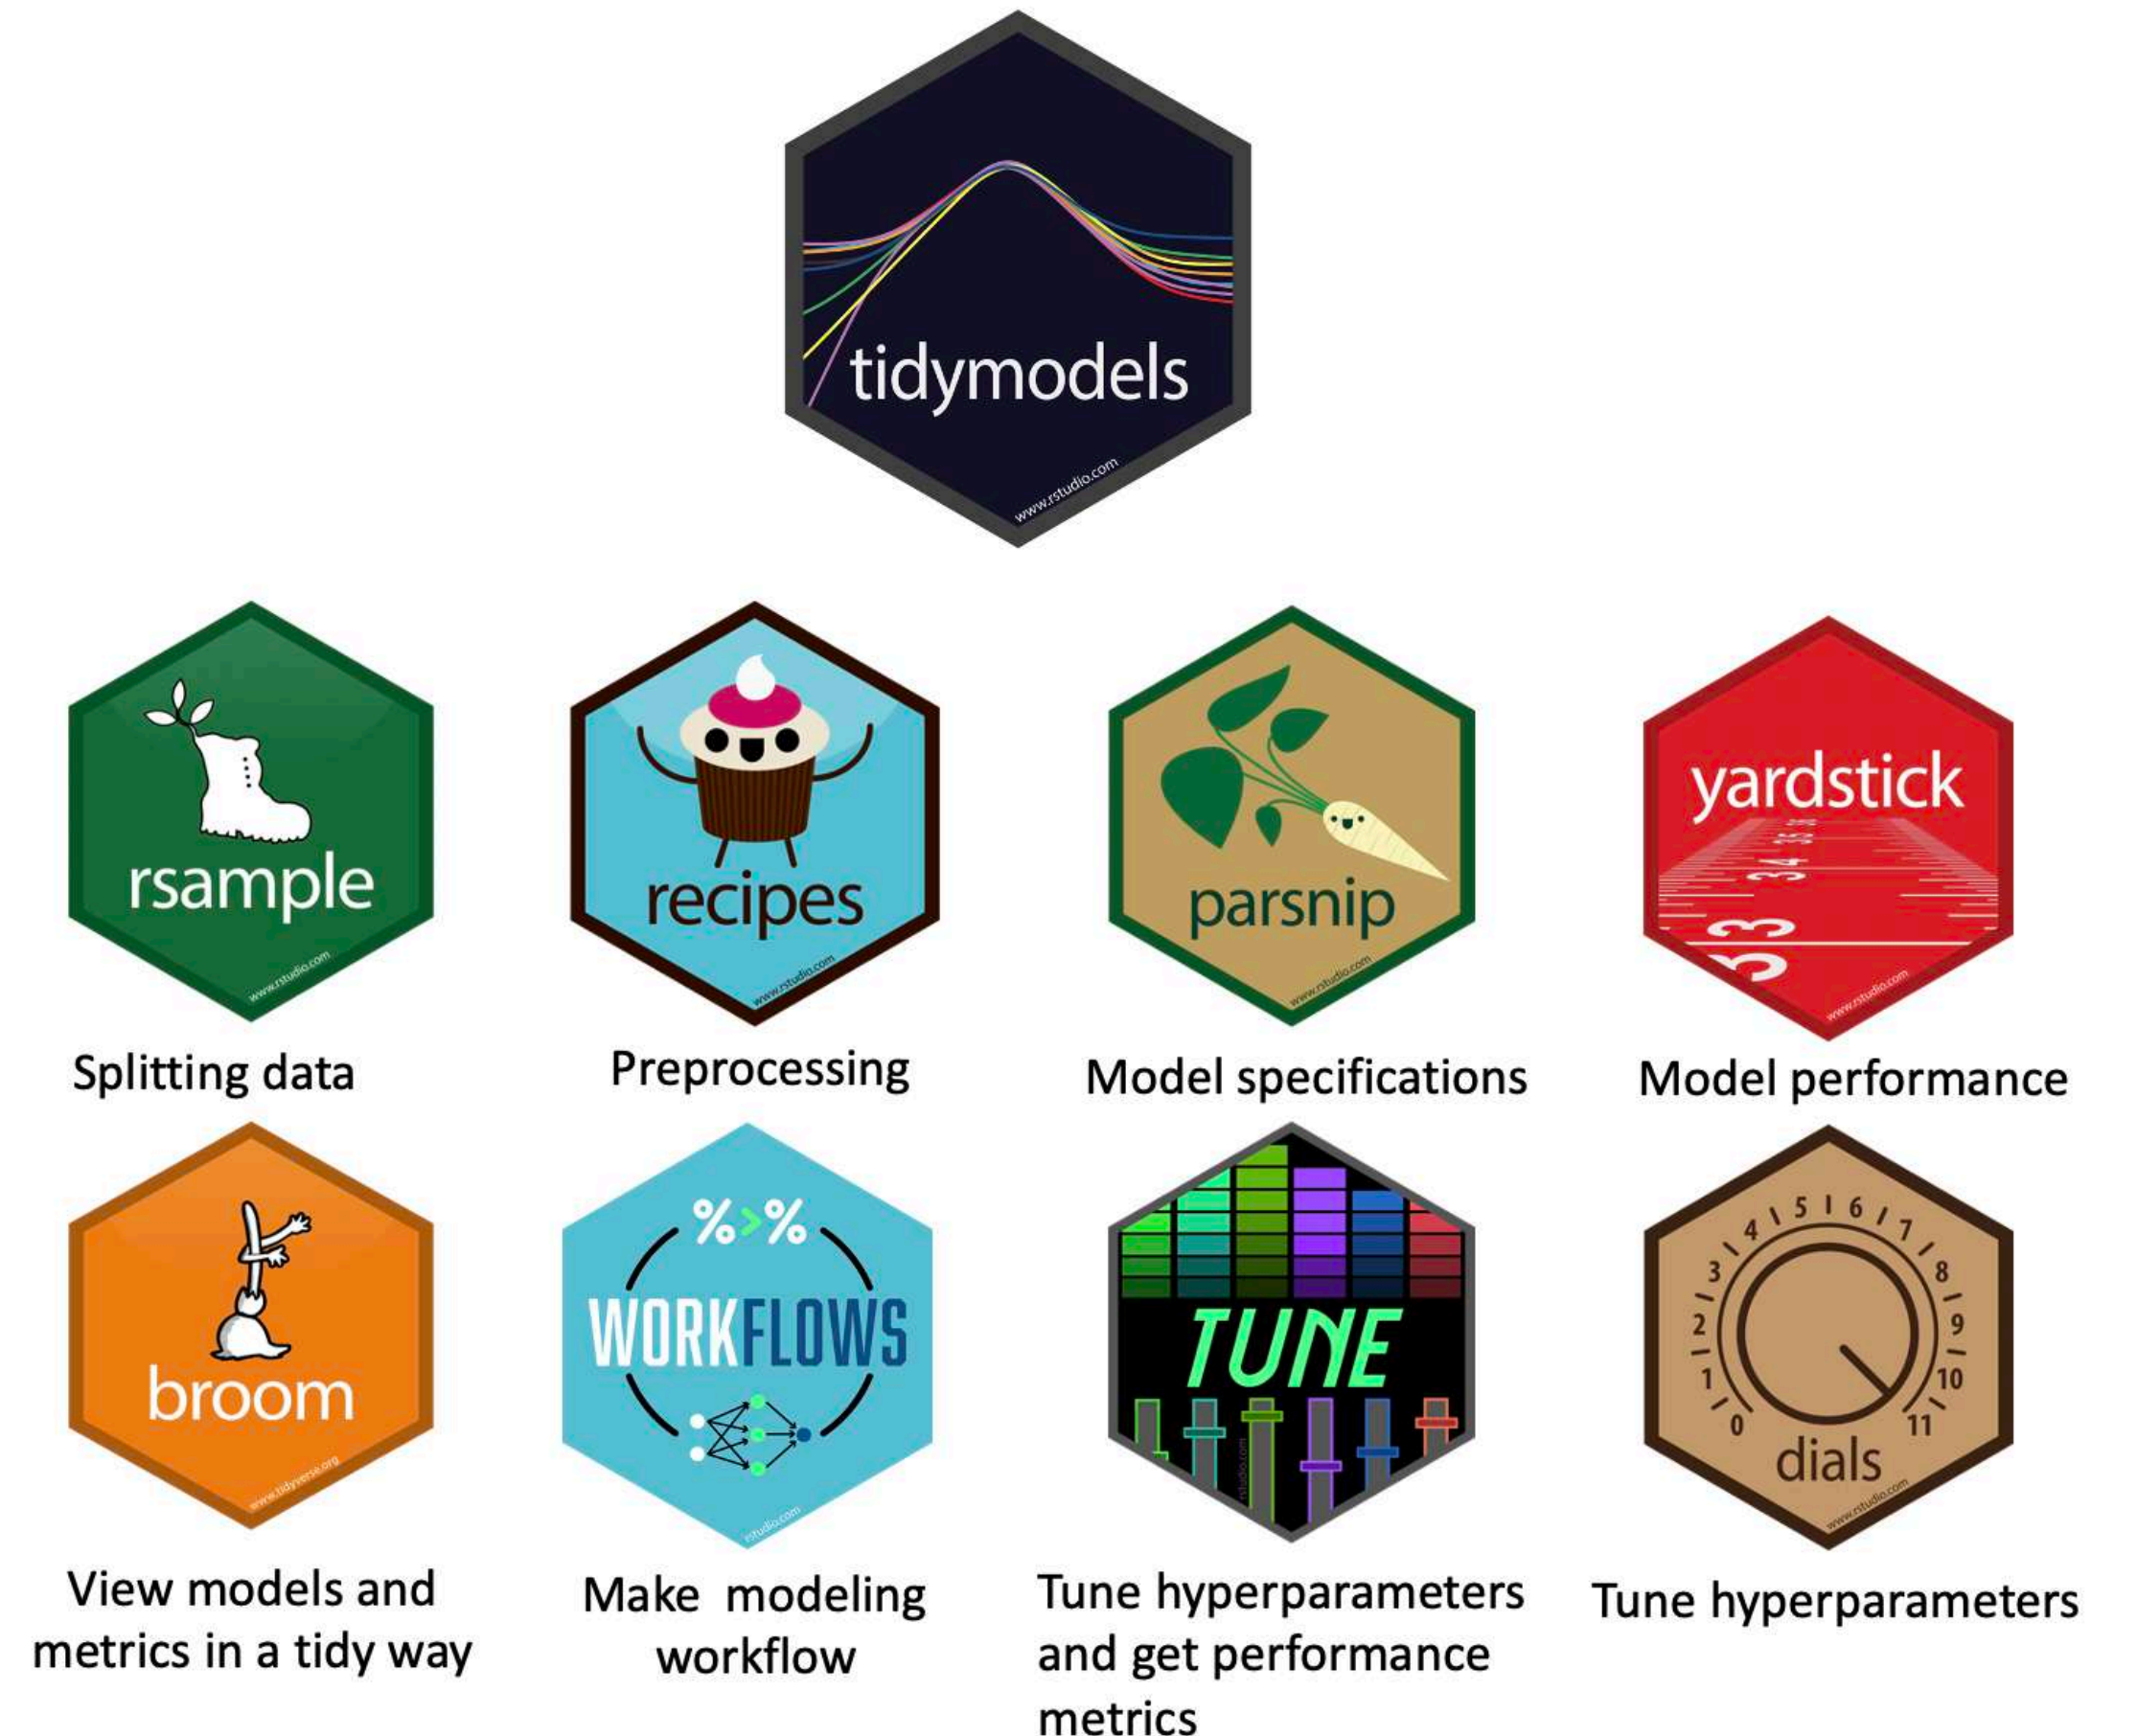 tidymodels
www.rstudio.com
rsample
www.rstudio.com
recipes
www.rstudio.com
parsnip
www.rstudio.com
yardstick
3 4 35 36
33
www.rstudio.com
Splitting data
Preprocessing
Model specifications
Model performance
broom
www.tidyverse.org
%>%
WORKFLOWS
rstudio.com
TUNE
rstudio.com
0 1 2 3 4 5 6 7 8 9 10 11
dials
www.rstudio.com
View models and
metrics in a tidy way
Make modeling
workflow
Tune hyperparameters
and get performance
metrics
Tune hyperparameters